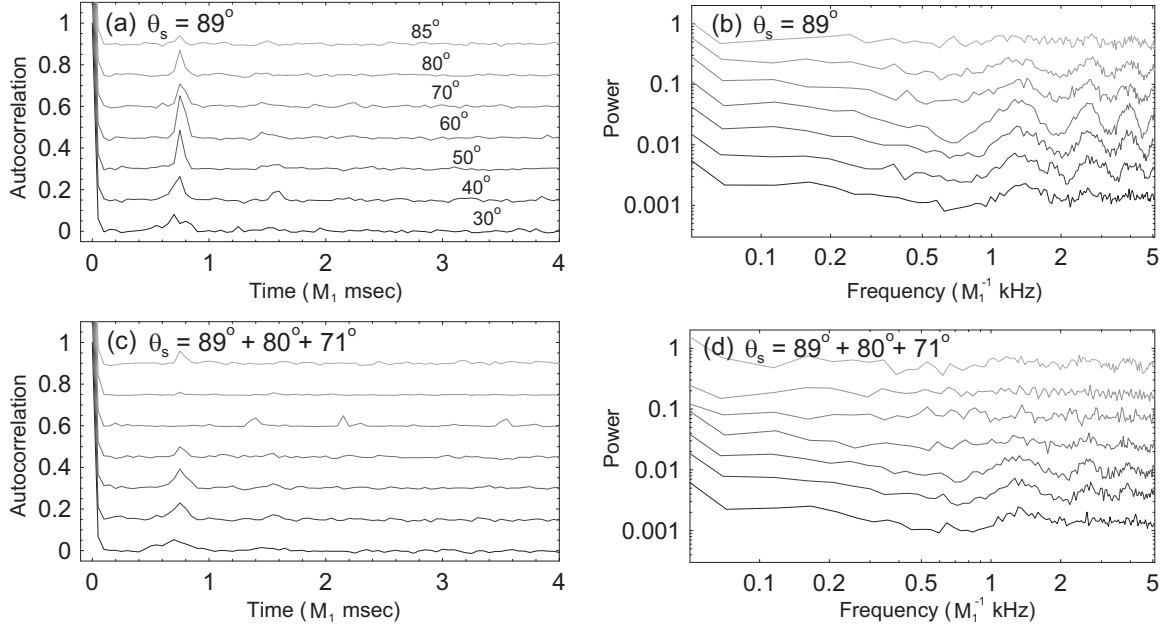 (a) θs = 89°
1
0.8
0.6
0.4
0.2
0
Autocorrelation
85°
80°
70°
60°
50°
40°
30°
0 1 2 3 4
Time (M1 msec)
(b) θs = 89°
1
0.1
0.01
0.001
Power
0.1 0.2 0.5 1 2 5
Frequency (M1^-1 kHz)
(c) θs = 89° + 80° + 71°
1
0.8
0.6
0.4
0.2
0
Autocorrelation
0 1 2 3 4
Time (M1 msec)
(d) θs = 89° + 80° + 71°
1
0.1
0.01
0.001
Power
0.1 0.2 0.5 1 2 5
Frequency (M1^-1 kHz)